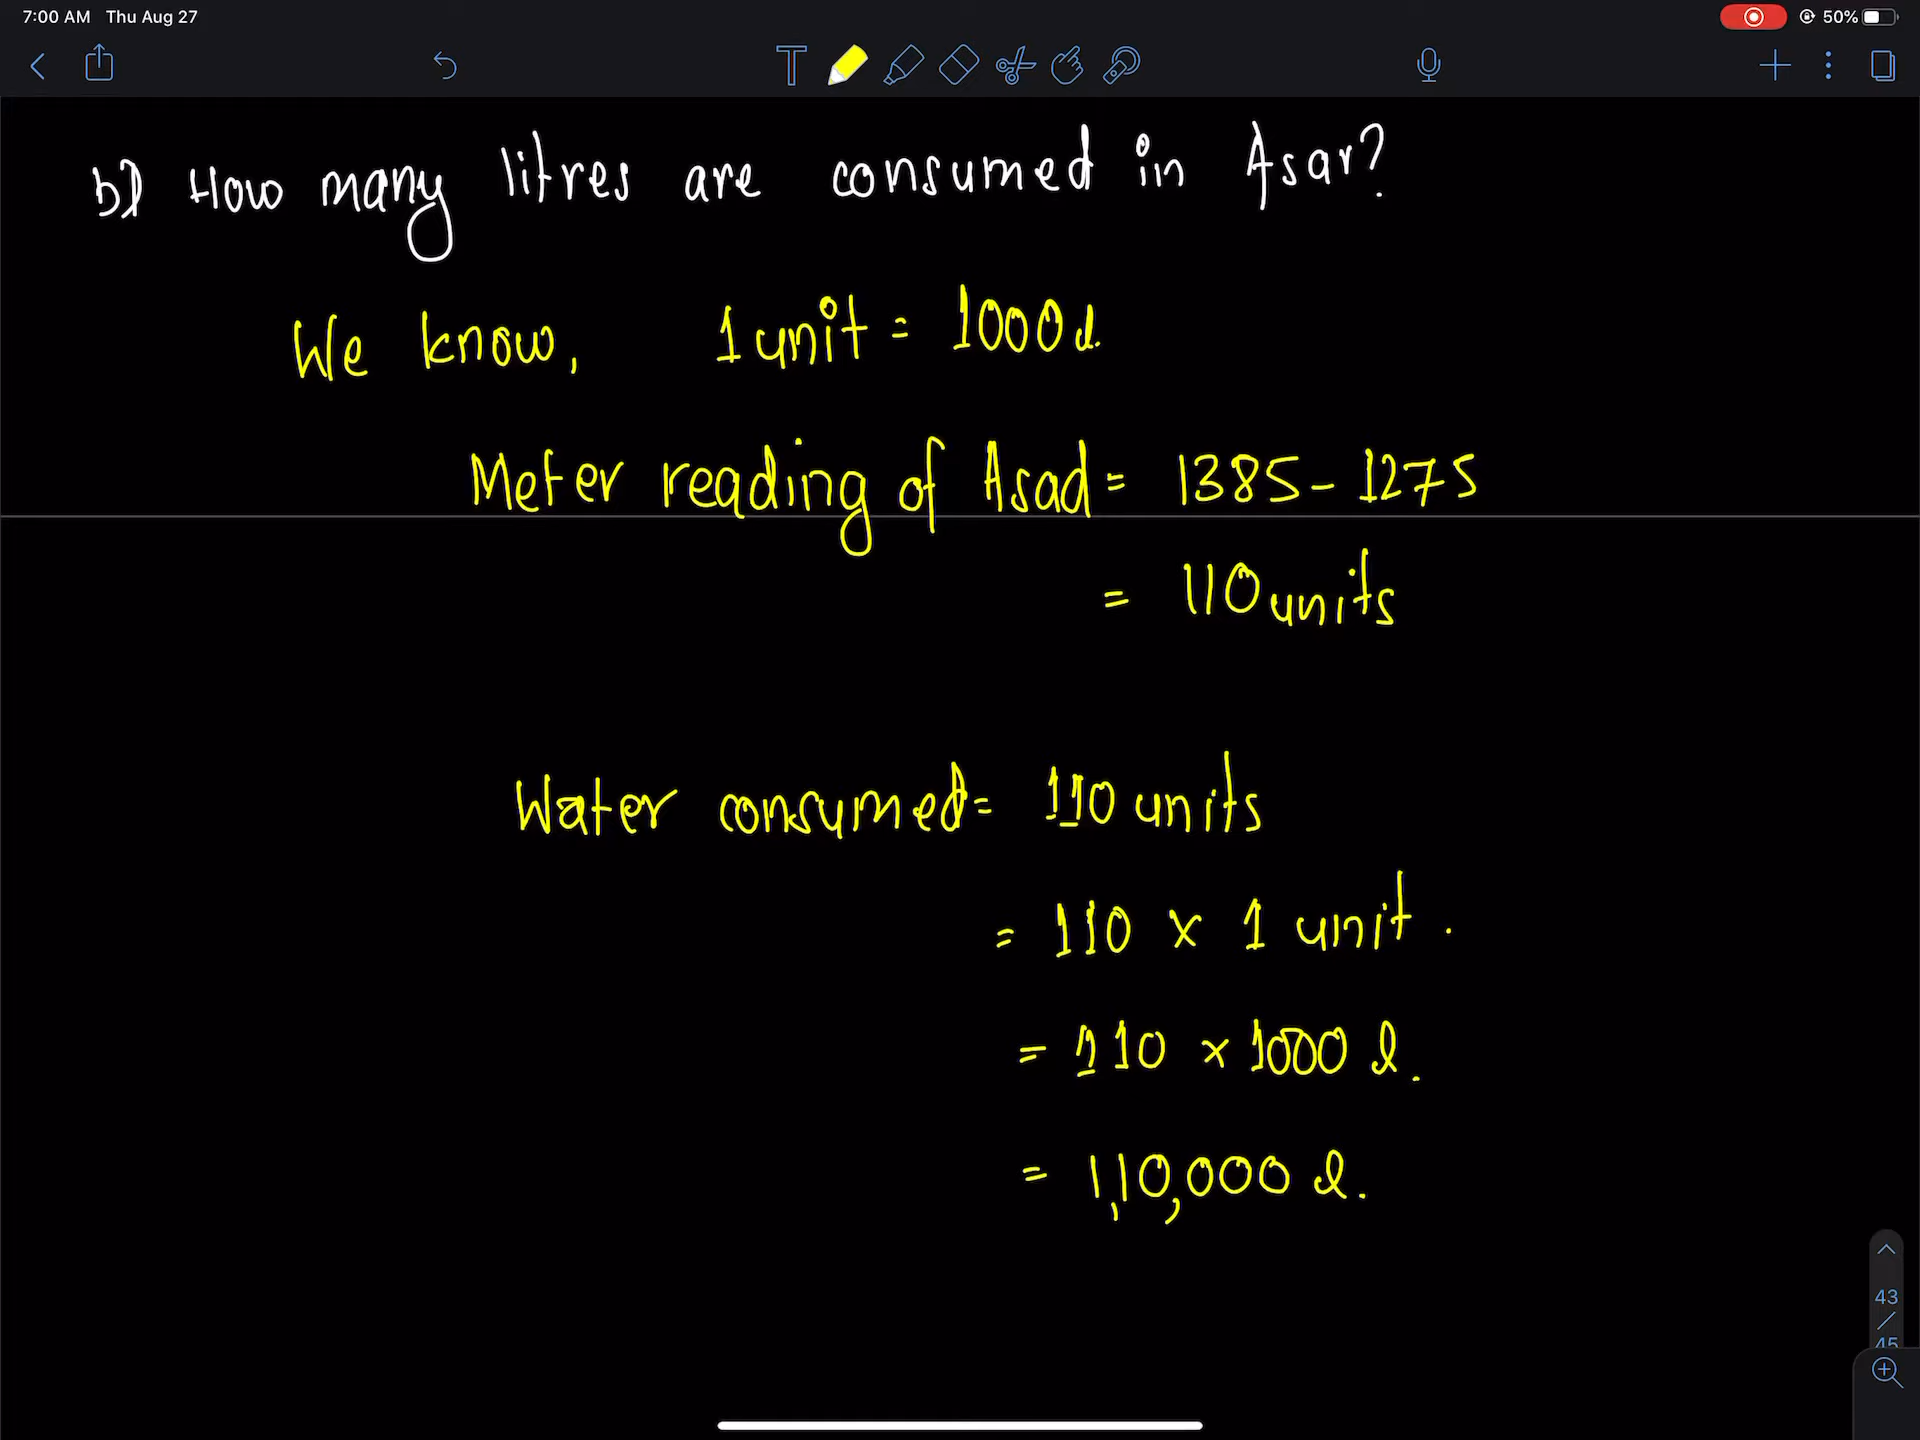 7:00 AM Thu Aug 27
50%
T
b) How many litres are consumed in Asar?
We know, 1 unit = 1000 l.
Meter reading of Asad = 1385 - 1275
= 110 units
Water consumed = 110 units
= 110 x 1 unit.
= 110 x 1000 l.
= 1,10,000 l.
43
/
45